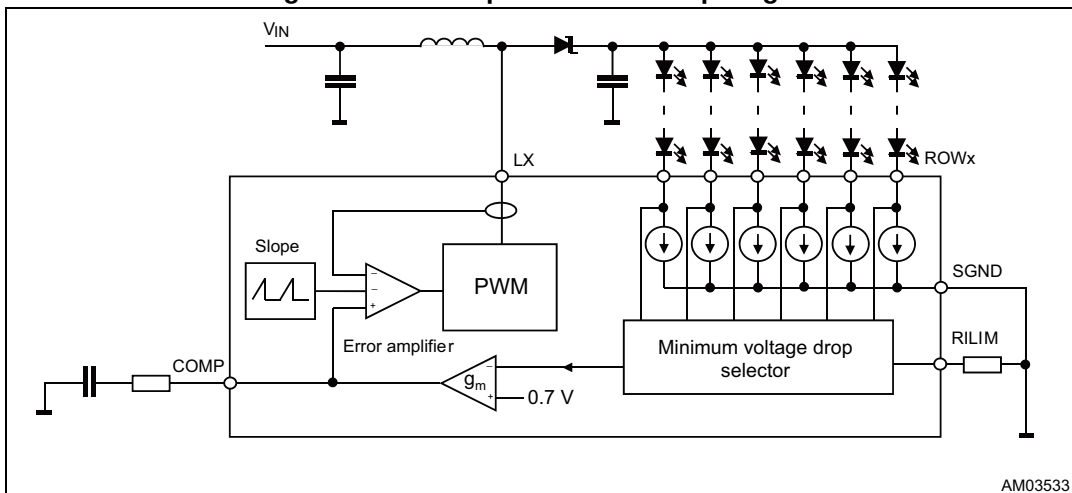 VIN
LX
ROWx
Slope
−
−
+
PWM
SGND
RILIM
Minimum voltage drop
selector
Error amplifier
COMP
gm
−
+
0.7 V
AM03533